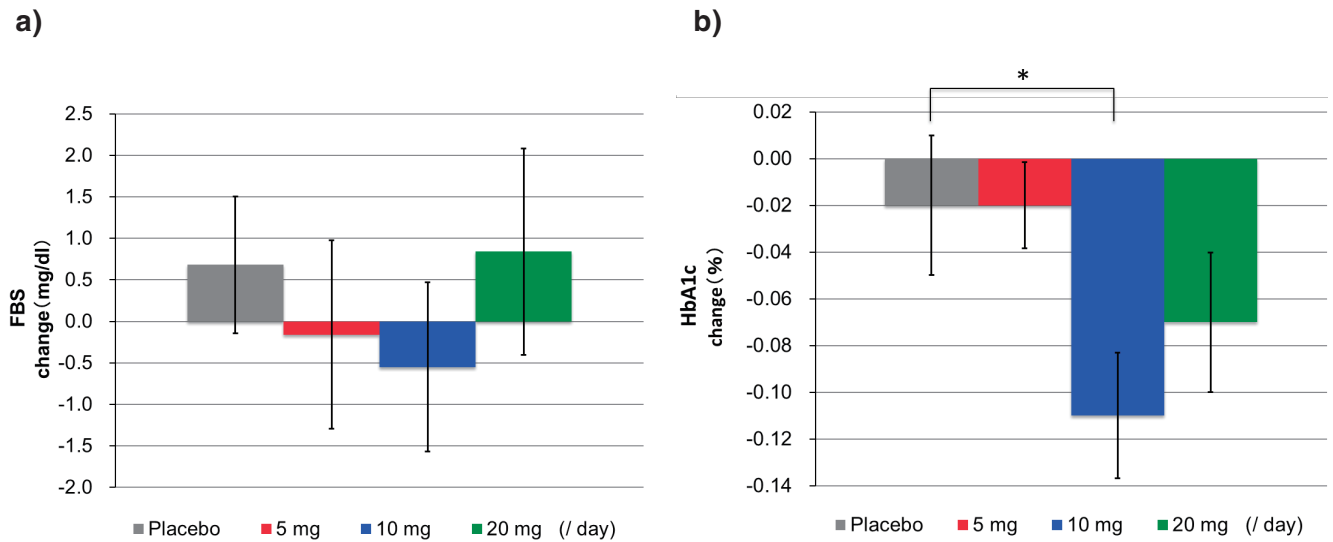 a)
FBS
change(mg/dl)
2.5
2.0
1.5
1.0
0.5
0.0
-0.5
-1.0
-1.5
-2.0
Placebo 5 mg 10 mg 20 mg (/ day)
b)
*
HbA1c
change(%)
0.02
0.00
-0.02
-0.04
-0.06
-0.08
-0.10
-0.12
-0.14
Placebo 5 mg 10 mg 20 mg (/ day)